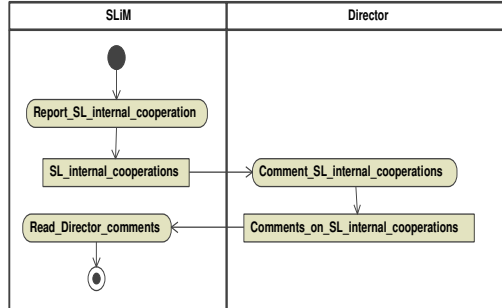 SLiM
Director
Report_SL_internal_cooperation
SL_internal_cooperations
Comment_SL_internal_cooperations
Read_Director_comments
Comments_on_SL_internal_cooperations